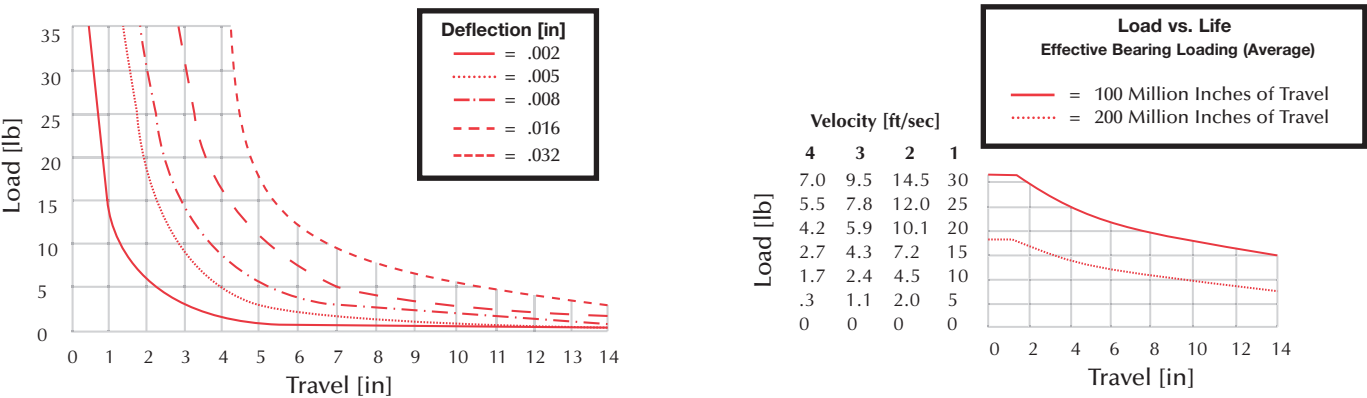 35
30
25
20
15
10
5
0
Load [lb]
0 1 2 3 4 5 6 7 8 9 10 11 12 13 14
Travel [in]
Deflection [in]
= .002
= .005
= .008
= .016
= .032
Load vs. Life
Effective Bearing Loading (Average)
= 100 Million Inches of Travel
= 200 Million Inches of Travel
Velocity [ft/sec]
4 3 2 1
7.0 9.5 14.5 30
5.5 7.8 12.0 25
4.2 5.9 10.1 20
2.7 4.3 7.2 15
1.7 2.4 4.5 10
.3 1.1 2.0 5
0 0 0 0
Load [lb]
0 2 4 6 8 10 12 14
Travel [in]